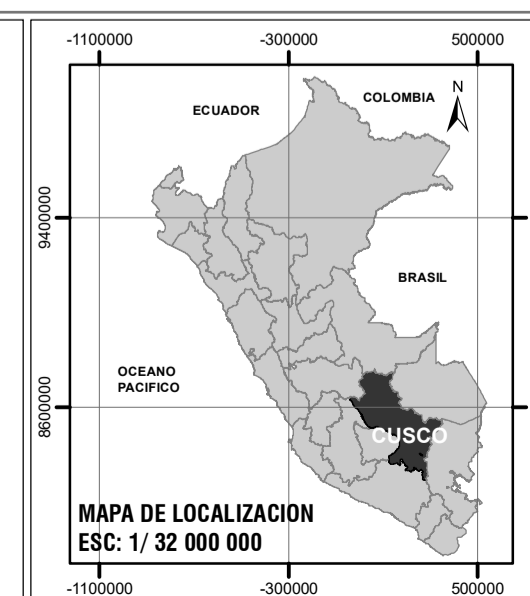 -1100000
-300000
500000
ECUADOR
COLOMBIA
N
9400000
BRASIL
OCEANO
PACIFICO
8600000
CUSCO
MAPA DE LOCALIZACION
ESC: 1/ 32 000 000
-1100000
-300000
500000